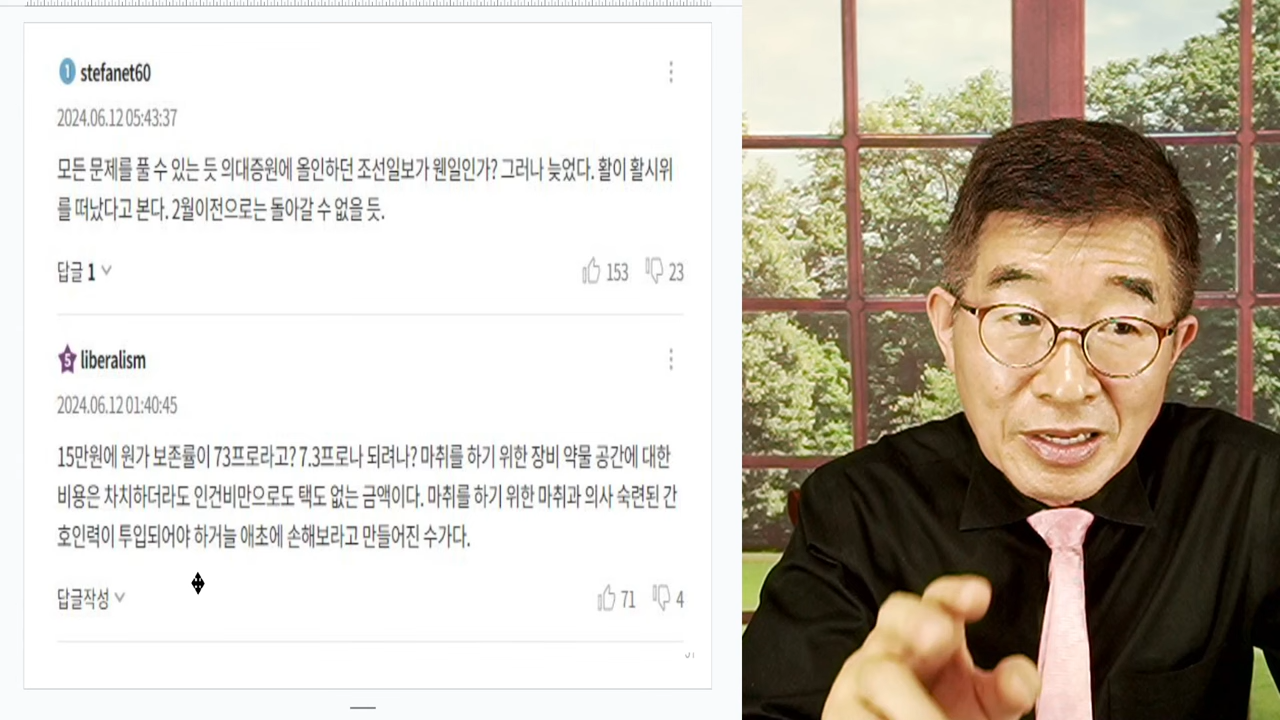 1 stefanet60
2024.06.12 05:43:37
모든 문제를 풀 수 있는 듯 의대증원에 올인하던 조선일보가 웬일인가? 그러나 늦었다. 활이 활시위
를 떠났다고 본다. 2월이전으로는 돌아갈 수 없을 듯.
답글 1
153 23
5 liberalism
2024.06.12 01:40:45
15만원에 원가 보존률이 73프로라고? 7.3프로나 되려나? 마취를 하기 위한 장비 약물 공간에 대한
비용은 차치하더라도 인건비만으로도 택도 없는 금액이다. 마취를 하기 위한 마취과 의사 숙련된 간
호인력이 투입되어야 하거늘 애초에 손해보라고 만들어진 수가다.
답글작성
71 4